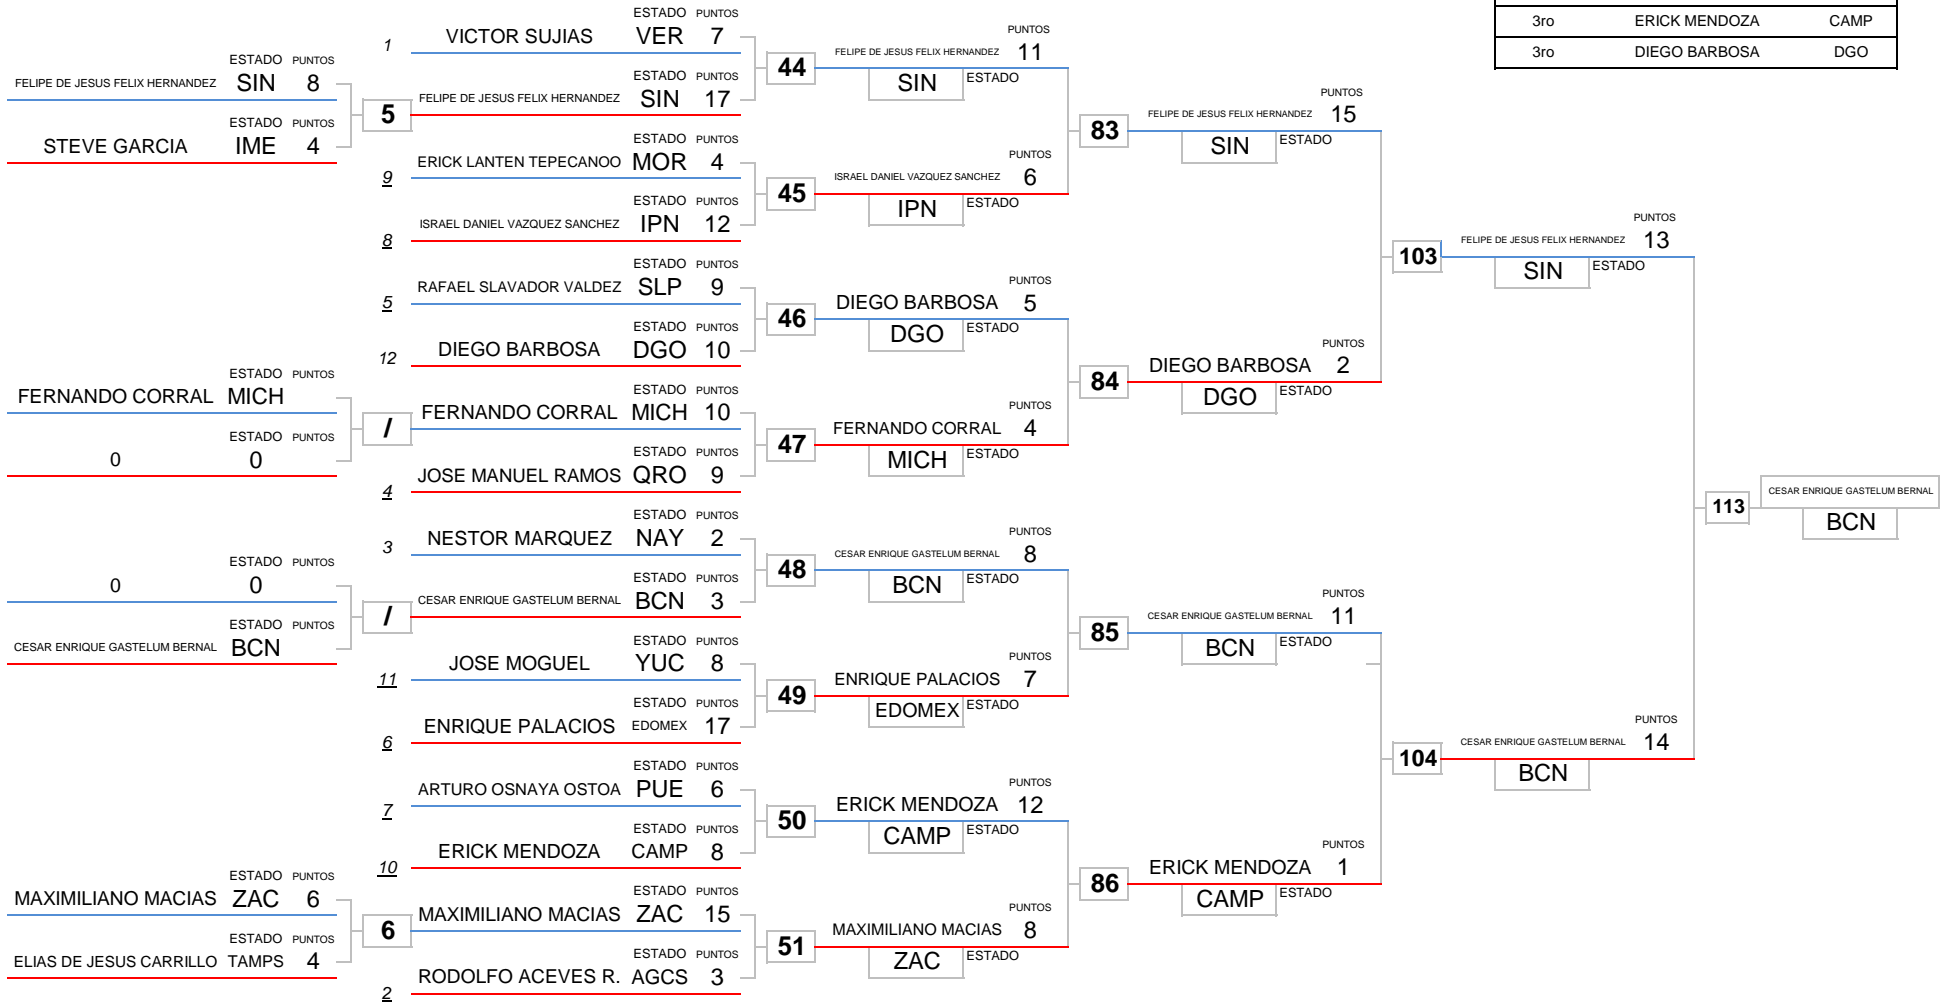 3ro ERICK MENDOZA CAMP
3ro DIEGO BARBOSA DGO
ESTADO PUNTOS
FELIPE DE JESUS FELIX HERNANDEZ SIN 8
ESTADO PUNTOS
STEVE GARCIA IME 4
5
ESTADO PUNTOS
FERNANDO CORRAL MICH
ESTADO PUNTOS
0 0
/
ESTADO PUNTOS
0 0
ESTADO PUNTOS
CESAR ENRIQUE GASTELUM BERNAL BCN
/
ESTADO PUNTOS
MAXIMILIANO MACIAS ZAC 6
ESTADO PUNTOS
ELIAS DE JESUS CARRILLO TAMPS 4
6
ESTADO PUNTOS
1 VICTOR SUJIAS VER 7
ESTADO PUNTOS
FELIPE DE JESUS FELIX HERNANDEZ SIN 17
44
ESTADO PUNTOS
9 ERICK LANTEN TEPECANOO MOR 4
ESTADO PUNTOS
8 ISRAEL DANIEL VAZQUEZ SANCHEZ IPN 12
45
ESTADO PUNTOS
5 RAFAEL SLAVADOR VALDEZ SLP 9
ESTADO PUNTOS
12 DIEGO BARBOSA DGO 10
46
ESTADO PUNTOS
FERNANDO CORRAL MICH 10
ESTADO PUNTOS
4 JOSE MANUEL RAMOS QRO 9
47
ESTADO PUNTOS
3 NESTOR MARQUEZ NAY 2
ESTADO PUNTOS
CESAR ENRIQUE GASTELUM BERNAL BCN 3
48
ESTADO PUNTOS
11 JOSE MOGUEL YUC 8
ESTADO PUNTOS
6 ENRIQUE PALACIOS EDOMEX 17
49
ESTADO PUNTOS
7 ARTURO OSNAYA OSTOA PUE 6
ESTADO PUNTOS
10 ERICK MENDOZA CAMP 8
50
ESTADO PUNTOS
MAXIMILIANO MACIAS ZAC 15
ESTADO PUNTOS
2 RODOLFO ACEVES R. AGCS 3
51
PUNTOS
FELIPE DE JESUS FELIX HERNANDEZ 11
SIN ESTADO
PUNTOS
ISRAEL DANIEL VAZQUEZ SANCHEZ 6
IPN ESTADO
83
PUNTOS
DIEGO BARBOSA 5
DGO ESTADO
PUNTOS
FERNANDO CORRAL 4
MICH ESTADO
84
PUNTOS
CESAR ENRIQUE GASTELUM BERNAL 8
BCN ESTADO
PUNTOS
ENRIQUE PALACIOS 7
EDOMEX ESTADO
85
PUNTOS
ERICK MENDOZA 12
CAMP ESTADO
PUNTOS
MAXIMILIANO MACIAS 8
ZAC ESTADO
86
PUNTOS
FELIPE DE JESUS FELIX HERNANDEZ 15
SIN ESTADO
PUNTOS
DIEGO BARBOSA 2
DGO ESTADO
103
PUNTOS
CESAR ENRIQUE GASTELUM BERNAL 11
BCN ESTADO
PUNTOS
ERICK MENDOZA 1
CAMP ESTADO
104
PUNTOS
FELIPE DE JESUS FELIX HERNANDEZ 13
SIN ESTADO
PUNTOS
CESAR ENRIQUE GASTELUM BERNAL 14
BCN
113
CESAR ENRIQUE GASTELUM BERNAL
BCN